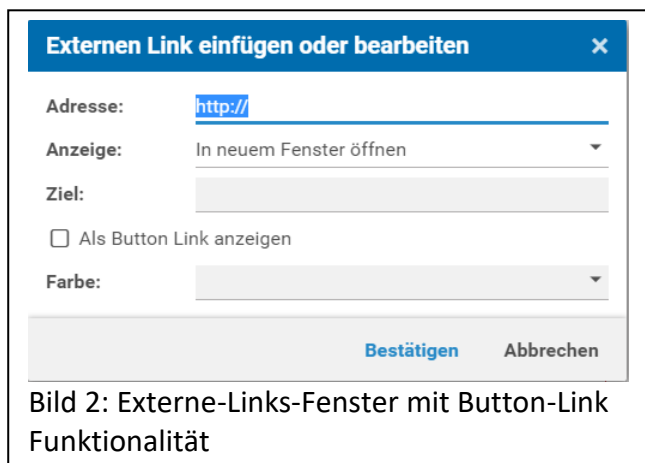 Externen Link einfügen oder bearbeiten ×
Adresse: http://
Anzeige: In neuem Fenster öffnen
Ziel:
Als Button Link anzeigen
Farbe:
Bestätigen Abbrechen
Bild 2: Externe-Links-Fenster mit Button-Link
Funktionalität